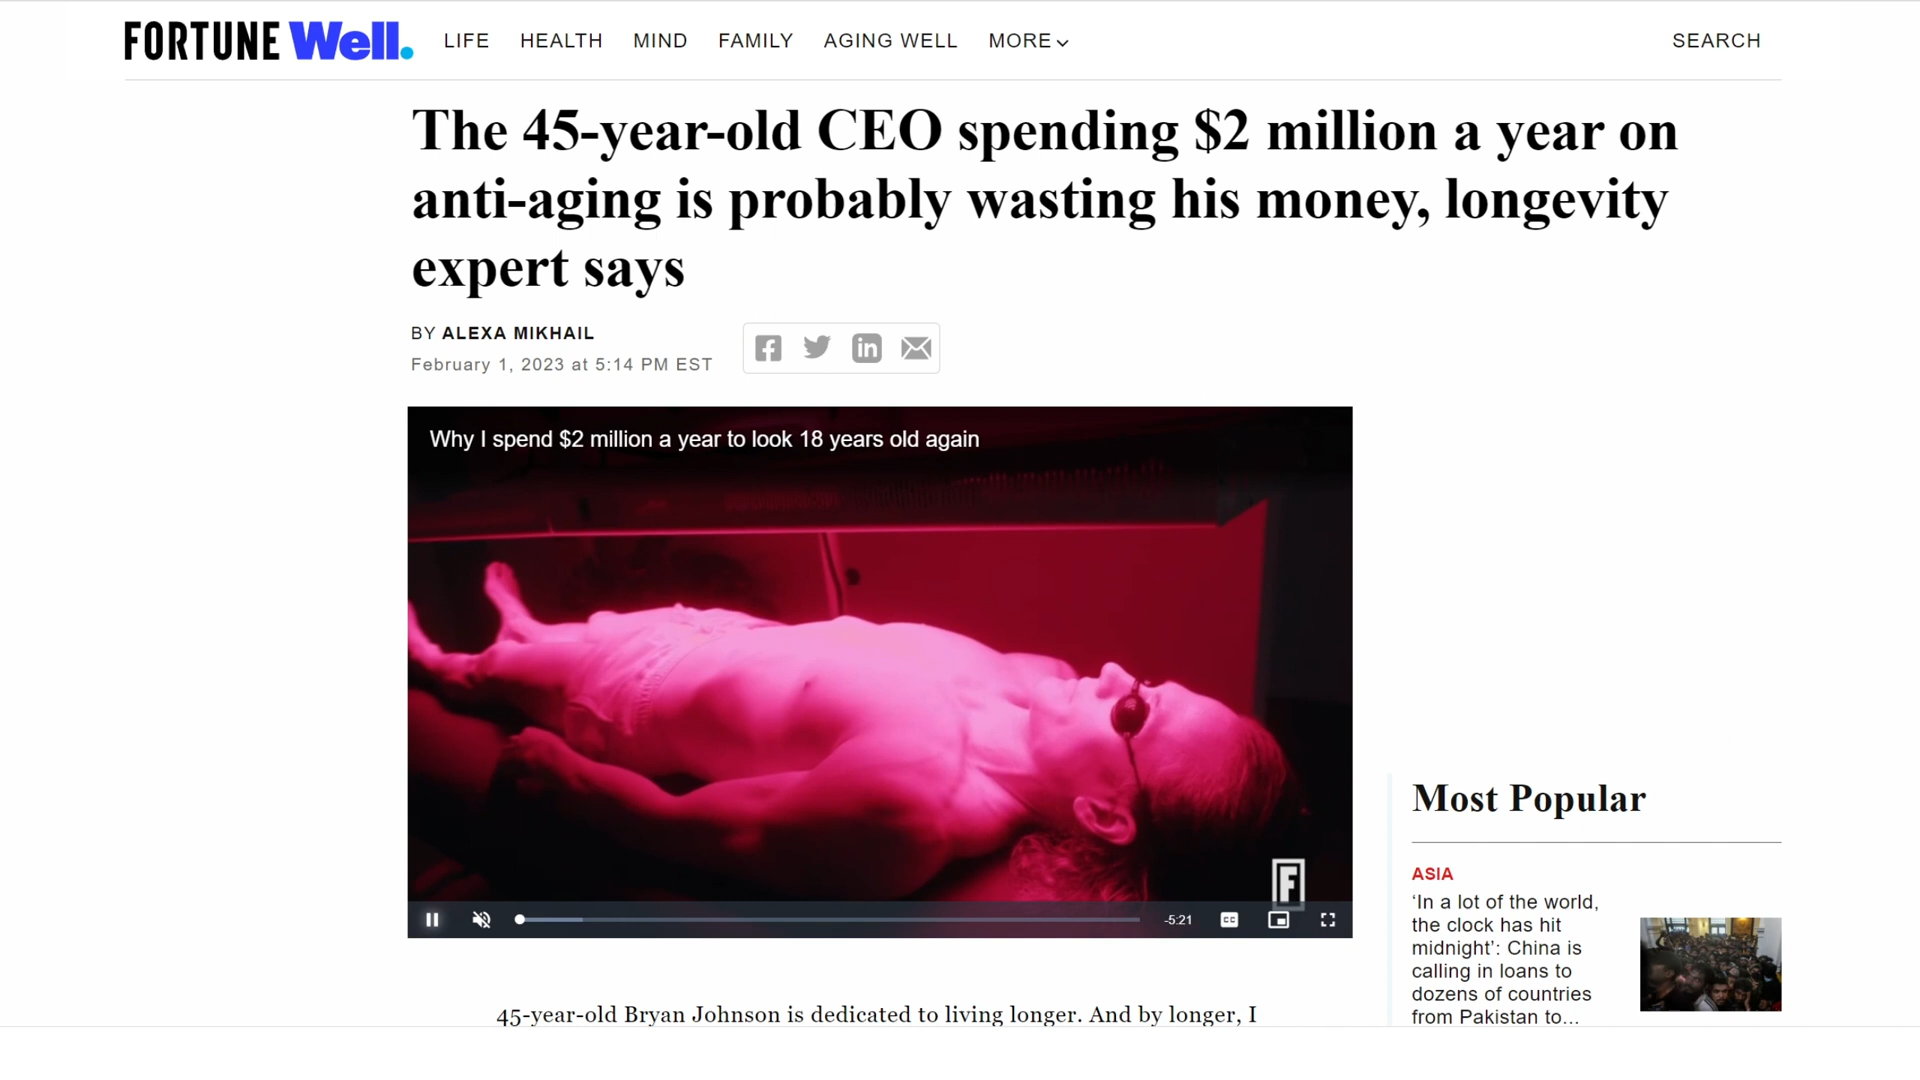 FORTUNE Well.
LIFE HEALTH MIND FAMILY AGING WELL MORE SEARCH
The 45-year-old CEO spending $2 million a year on
anti-aging is probably wasting his money, longevity
expert says
BY ALEXA MIKHAIL
February 1, 2023 at 5:14 PM EST
Why I spend $2 million a year to look 18 years old again
F
-5:21
CC
45-year-old Bryan Johnson is dedicated to living longer. And by longer, I
Most Popular
ASIA
‘In a lot of the world,
the clock has hit
midnight’: China is
calling in loans to
dozens of countries
from Pakistan to...